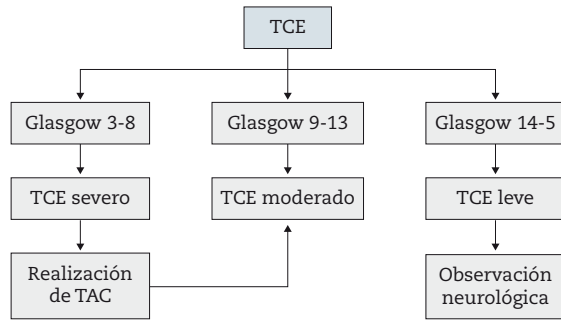 TCE
Glasgow 3-8
Glasgow 9-13
Glasgow 14-5
TCE severo
TCE moderado
TCE leve
Realización
de TAC
Observación
neurológica